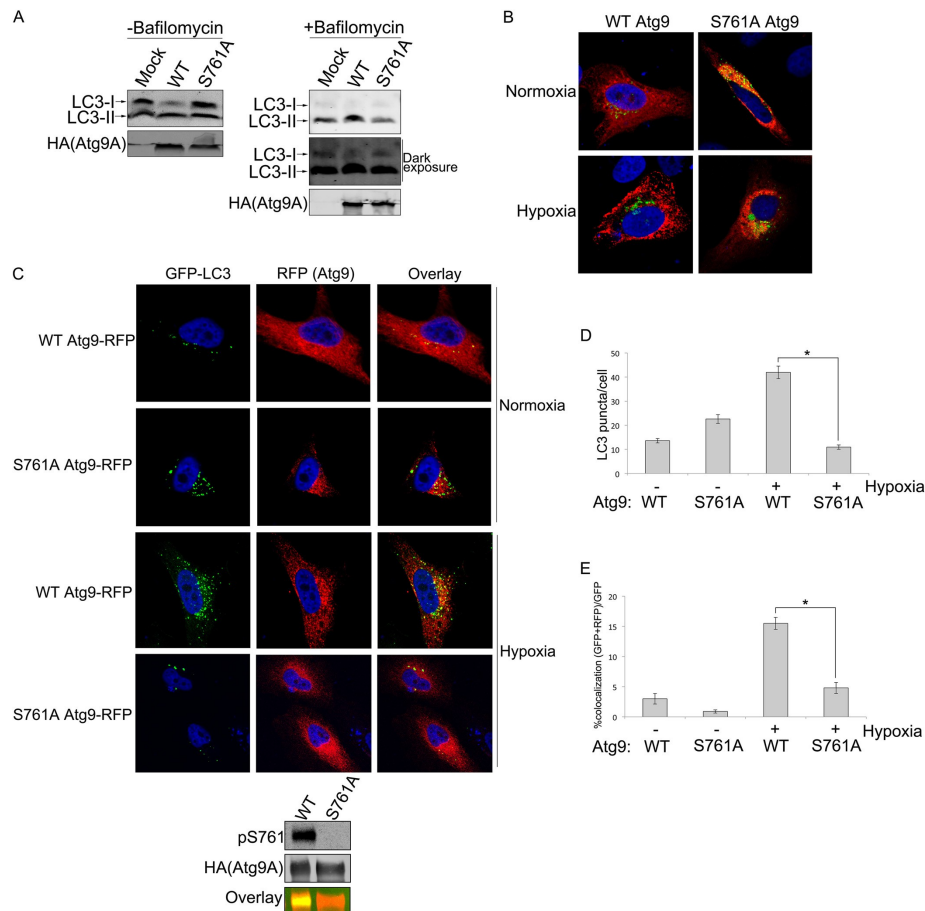 A
-Bafilomycin
Mock WT S761A
LC3-I
LC3-II
HA(Atg9A)
+Bafilomycin
Mock WT S761A
LC3-I
LC3-II
LC3-I
LC3-II
Dark
exposure
HA(Atg9A)
B
WT Atg9 S761A Atg9
Normoxia
Hypoxia
C
GFP-LC3 RFP (Atg9) Overlay
WT Atg9-RFP
S761A Atg9-RFP
Normoxia
WT Atg9-RFP
S761A Atg9-RFP
Hypoxia
WT S761A
pS761
HA(Atg9A)
Overlay
D
LC3 puncta/cell
50
40
30
20
10
0
*
- - + + Hypoxia
Atg9: WT S761A WT S761A
E
%colocalization (GFP+RFP)/GFP
20
15
10
5
0
*
- - + + Hypoxia
Atg9: WT S761A WT S761A